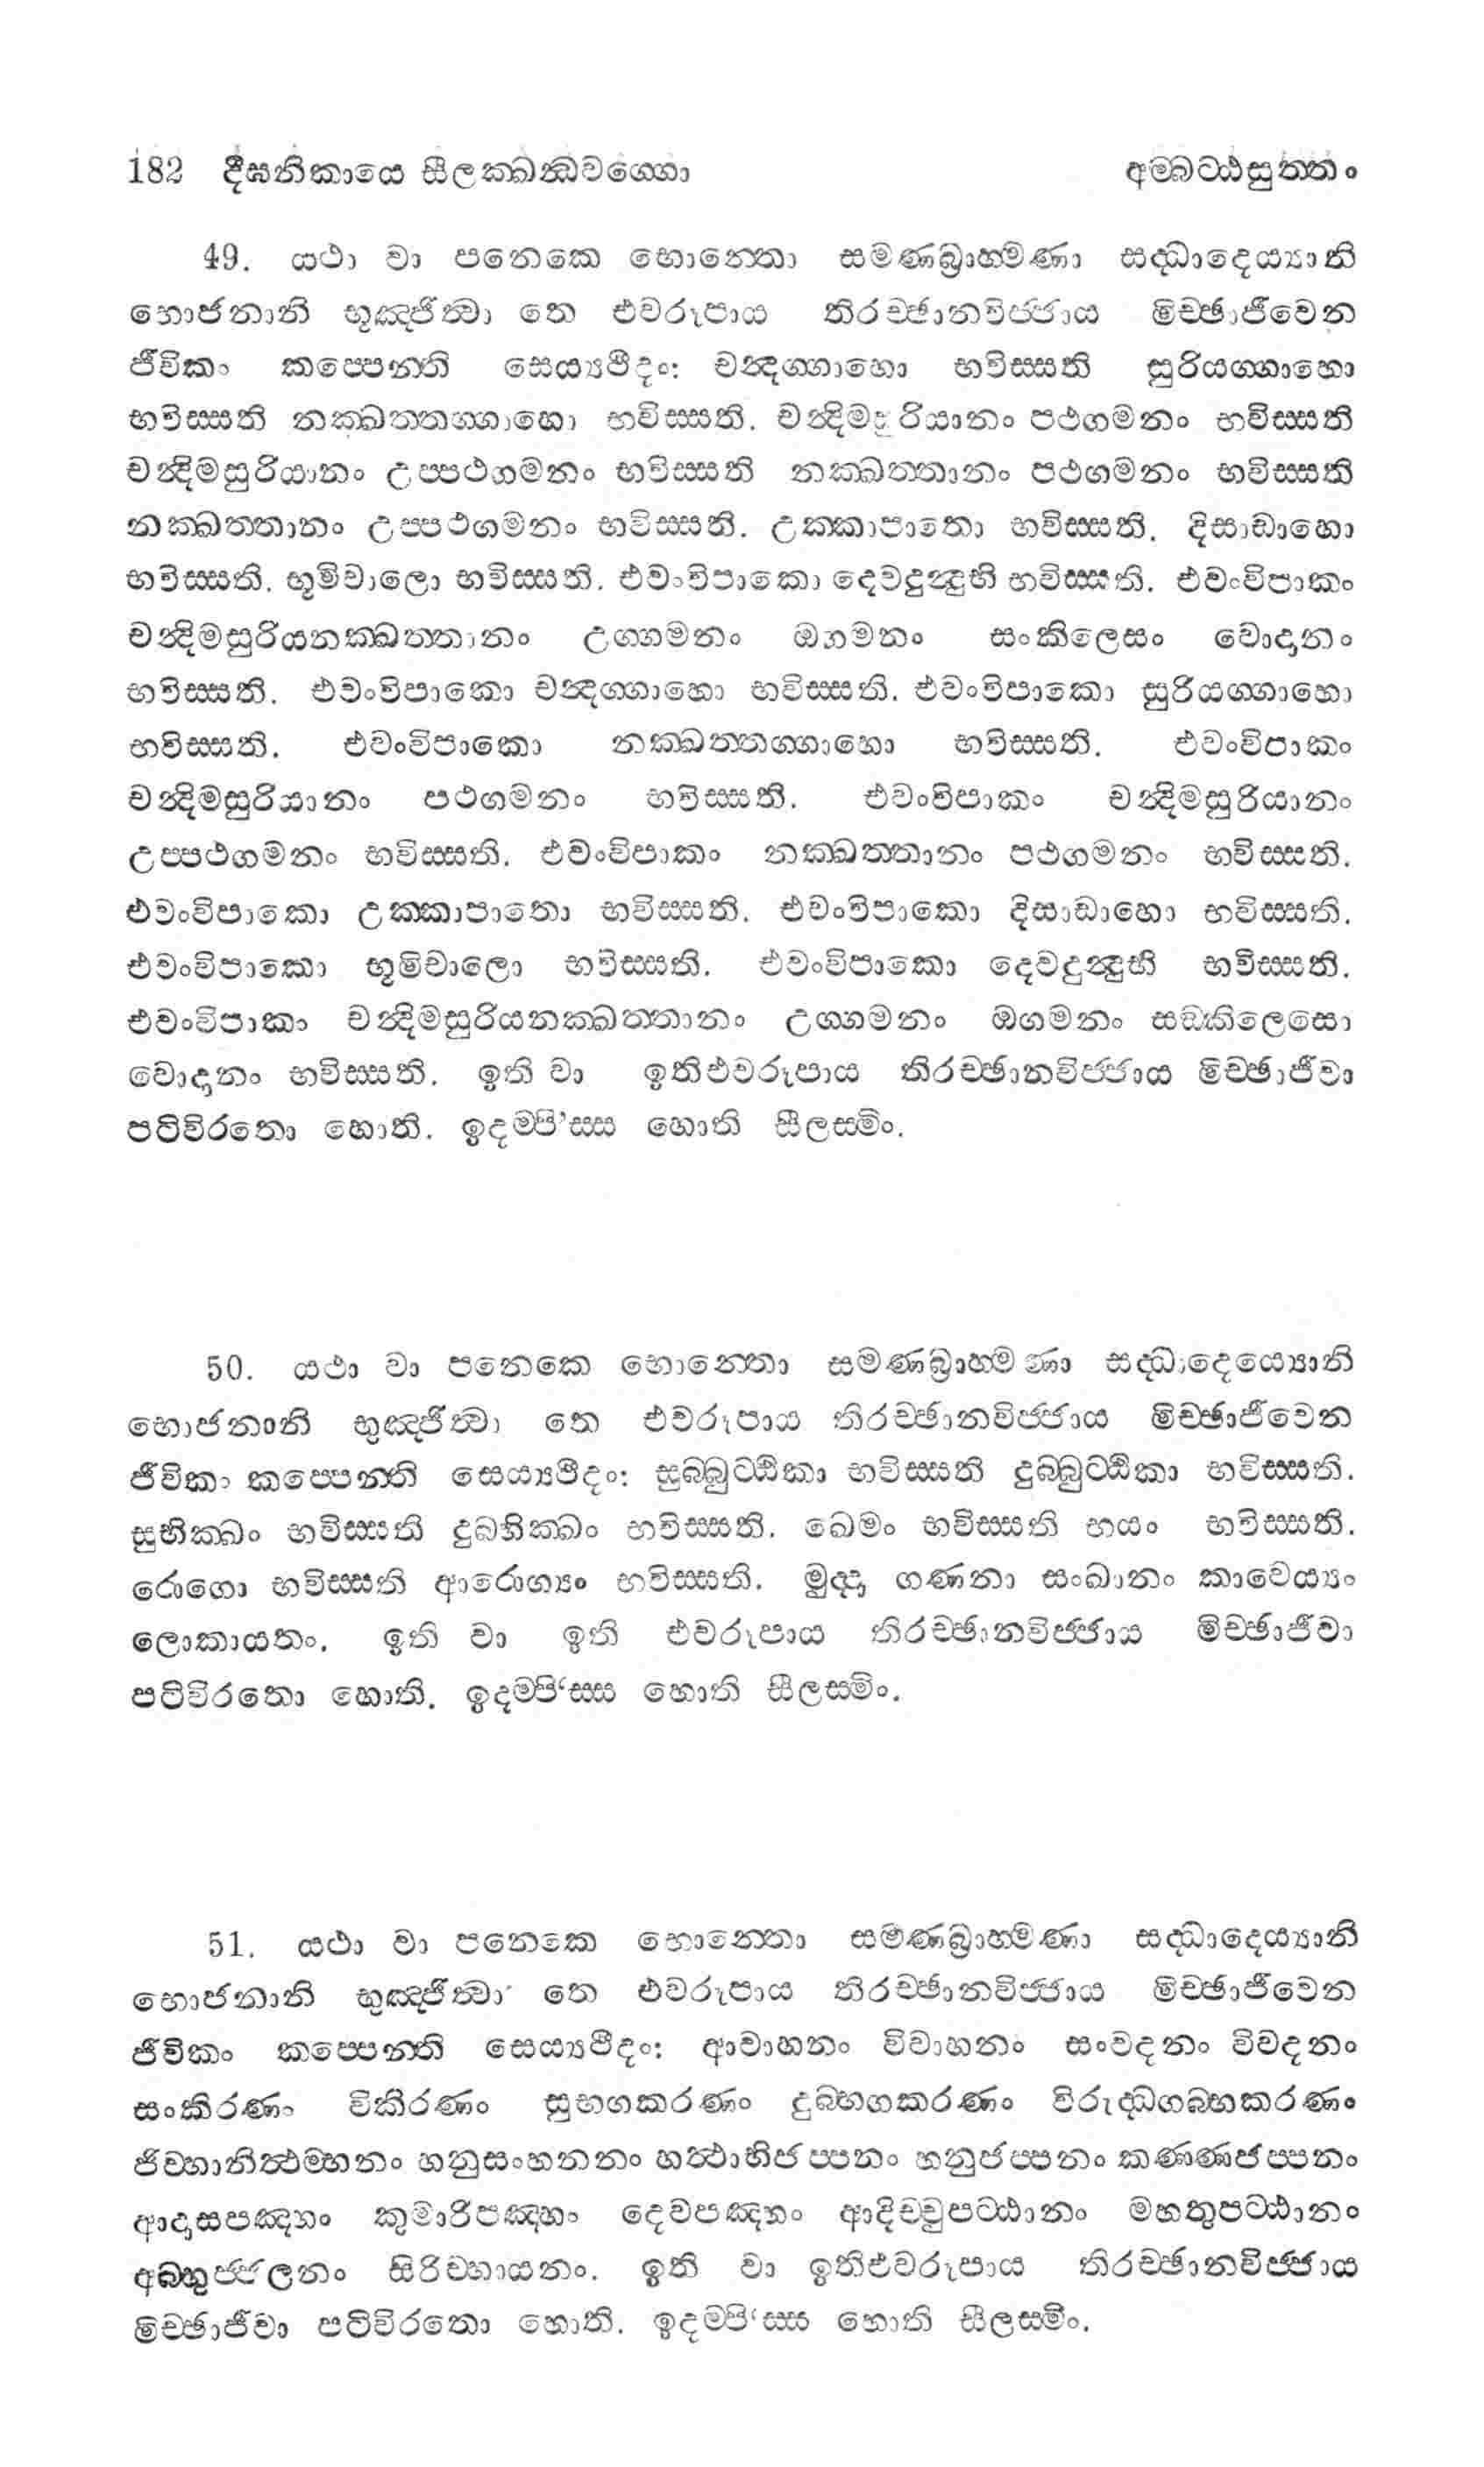 182 දීඝනිකායෙ සීලක්ඛන්ධවග්ගො අම්බට්ඨසුත්තං
49. යථා වා පනෙකෙ භොන්තො සමණබ්‍රාහ්මණා සද්ධාදෙය්‍යාති
හොජනානි භූඤ්ජිත්වා තෙ එවරූපාය තිරච්ඡානවිජ්ජාය මිච්ඡාජීවෙන
ජීවිකං කප්පෙන්ති සෙය්‍යථීදං: චන්දග්ගාහො භවිස්සති සුරියග්ගාහො
භවිස්සති නක්ඛත්තග්ගාහො භවිස්සති. චන්දිමසුරියානං පථගමනං භවිස්සති
චන්දිමසුරියානං උප්පථගමනං භවිස්සති නක්ඛත්තානං පථගමනං භවිස්සති
නක්ඛත්තානං උප්පථගමනං භවිස්සති. උක්කාපාතො භවිස්සති. දිසාඩාහො
භවිස්සති. භූමිචාලො භවිස්සති. එවංවිපාකො දෙවදුන්දුභි භවිස්සති. එවංවිපාකං
චන්දිමසුරියනක්ඛත්තානං උග්ගමනං ඔගමනං සංකිලෙසං වොදානං
භවිස්සති. එවංවිපාකො චන්දග්ගාහො භවිස්සති. එවංවිපාකො සුරියග්ගාහො
භවිස්සති. එවංවිපාකො නක්ඛත්තග්ගාහො භවිස්සති. එවංවිපාකං
චන්දිමසුරියානං පථගමනං භවිස්සති. එවංවිපාකං චන්දිමසුරියානං
උප්පථගමනං භවිස්සති. එවංවිපාකං නක්ඛත්තානං පථගමනං භවිස්සති.
එවංවිපාකො උක්කාපාතො භවිස්සති. එවංවිපාකො දිසාඩාහො භවිස්සති.
එවංවිපාකො භූමිචාලො භවිස්සති. එවංවිපාකො දෙවදුන්දුභි භවිස්සති.
එවංවිපාකං චන්දිමසුරියනක්ඛත්තානං උග්ගමනං ඔගමනං සඞ්කිලෙසො
වොදානං භවිස්සති. ඉති වා ඉතිඑවරූපාය තිරච්ඡානවිජ්ජාය මිච්ඡාජීවා
පටිවිරතො හොති. ඉදම්පි’ස්ස හොති සීලස්මිං.
50. යථා වා පනෙකෙ භොන්තො සමණබ්‍රාහ්මණා සද්ධාදෙය්‍යොනි
භොජනානි භුඤ්ජිත්වා තෙ එවරූපාය තිරච්ඡානවිජ්ජාය මිච්ඡාජීවෙන
ජීවිකං කප්පෙන්ති සෙය්‍යථීදං: සුබ්බුට්ඨිකා භවිස්සති දුබ්බුට්ඨිකා භවිස්සති.
සුභික්ඛං භවිස්සති දුබ්භික්ඛං භවිස්සති. ඛෙමං භවිස්සති භයං භවිස්සති.
රොගො භවිස්සති ආරොග්‍යං භවිස්සති. මුද්දා ගණනා සංඛානං කාවෙය්‍යං
ලොකායතං. ඉති වා ඉති එවරූපාය තිරච්ඡානවිජ්ජාය මිච්ඡාජීවා
පටිවිරතො හොති. ඉදම්පි‘ස්ස හොති සීලස්මිං.
51. යථා වා පනෙකෙ භොන්තො සමණබ්‍රාහ්මණා සද්ධාදෙය්‍යානි
භොජනානි භුඤ්ජිත්වා තෙ එවරූපාය තිරච්ඡානවිජ්ජාය මිච්ඡාජීවෙන
ජීවිකං කප්පෙන්ති සෙය්‍යථීදං: ආවාහනං විවාහනං සංවදනං විවදනං
සංකිරණං විකිරණං සුභගකරණං දුබ්භගකරණං විරුද්ධගබ්භකරණං
ජිව්හානිත්ථම්භනං හනුසංහනනං හත්ථාභිජප්පනං හනුජප්පනං කණ්ණජප්පනං
ආදාසපඤ්හං කුමාරිපඤ්හං දෙවපඤ්හං ආදිච්චුපට්ඨානං මහතුපට්ඨානං
අබ්භුජ්ජලනං සිරිව්හායනං. ඉති වා ඉතිඑවරූපාය තිරච්ඡානවිජ්ජාය
මිච්ඡාජීවා පටිවිරතො හොති. ඉදම්පි‘ස්ස හොති සීලස්මිං.